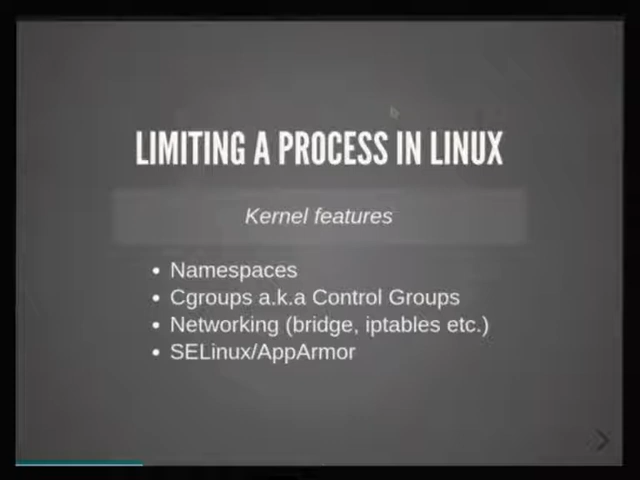 LIMITING A PROCESS IN LINUX
Kernel features
• Namespaces
• Cgroups a.k.a Control Groups
• Networking (bridge, iptables etc.)
• SELinux/AppArmor